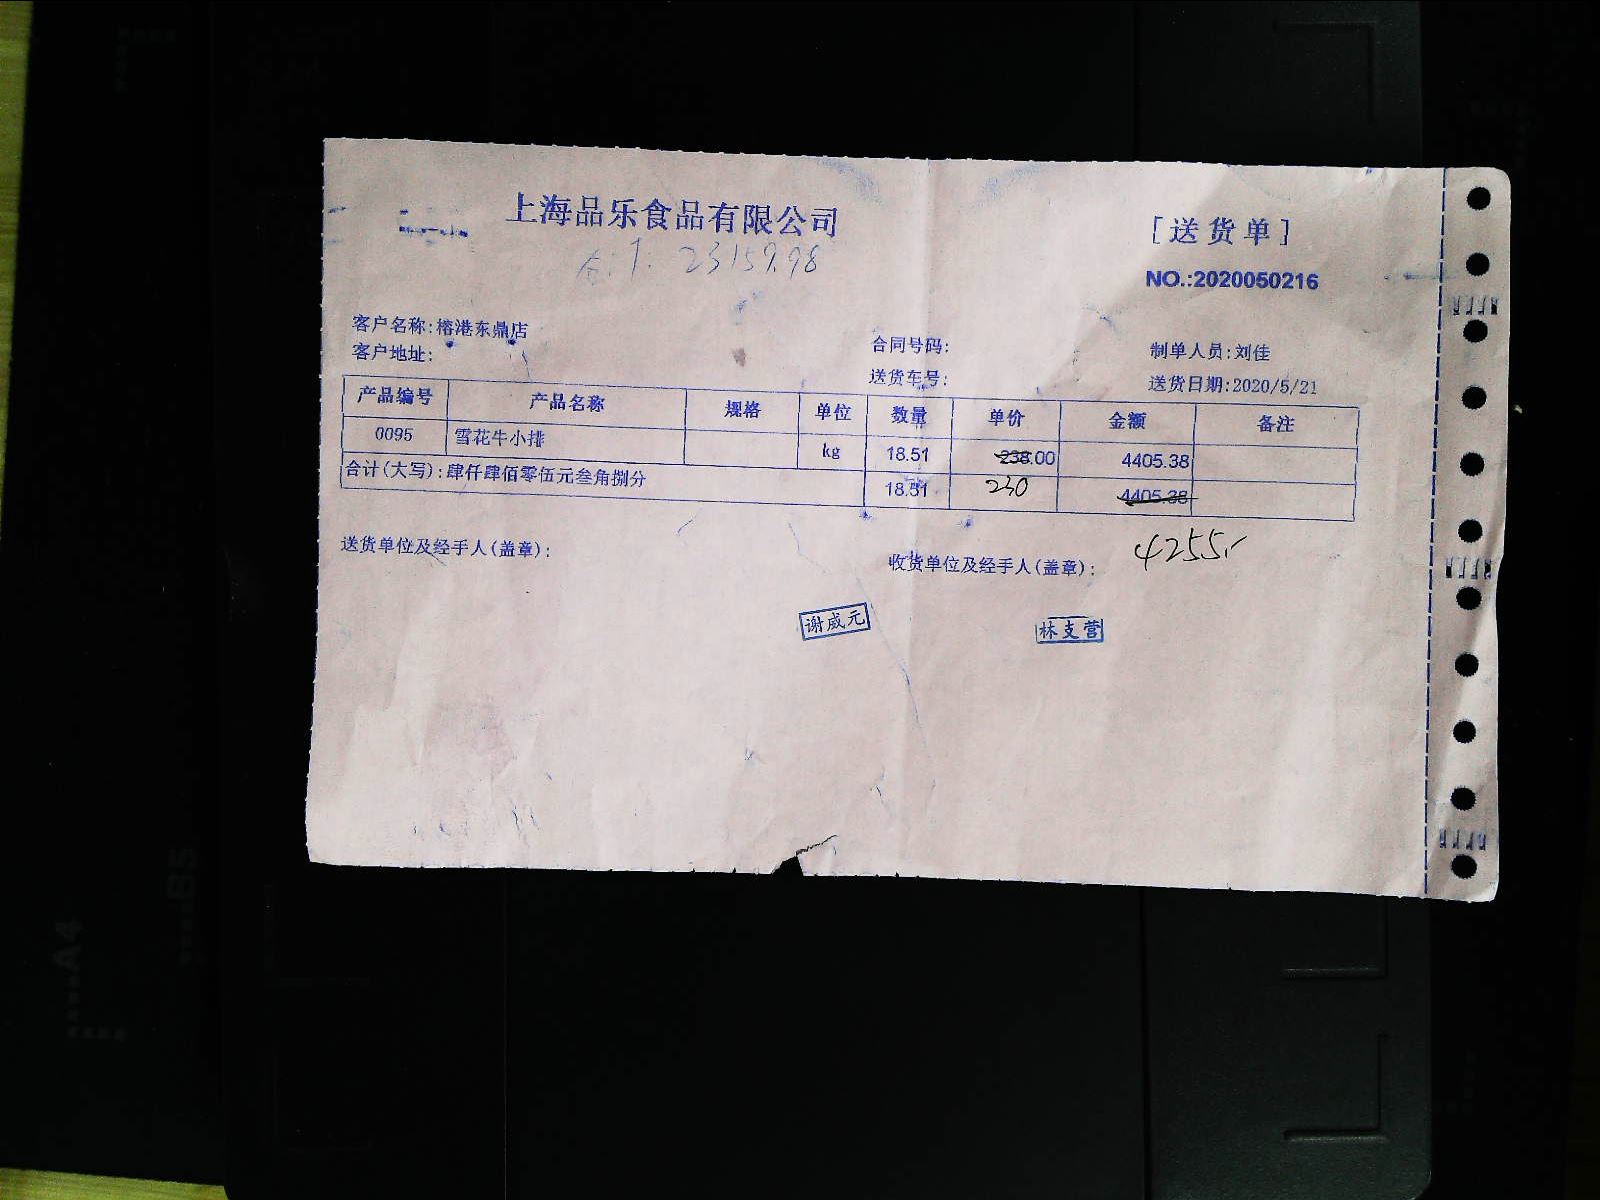 上海品乐食品有限公司
[送货单]
合计: 23159.98
NO.:2020050216
客户名称:榕港东鼎店
客户地址:
合同号码:
制单人员:刘佳
送货车号:
送货日期:2020/5/21
产品编号 产品名称 规格 单位 数量 单价 金额 备注
0095 雪花牛小排 kg 18.51 238.00 4405.38
合计(大写):肆仟肆佰零伍元叁角捌分 18.51 230 4405.38
送货单位及经手人(盖章):
收货单位及经手人(盖章):
4255
谢威元
林支营
A4
B5